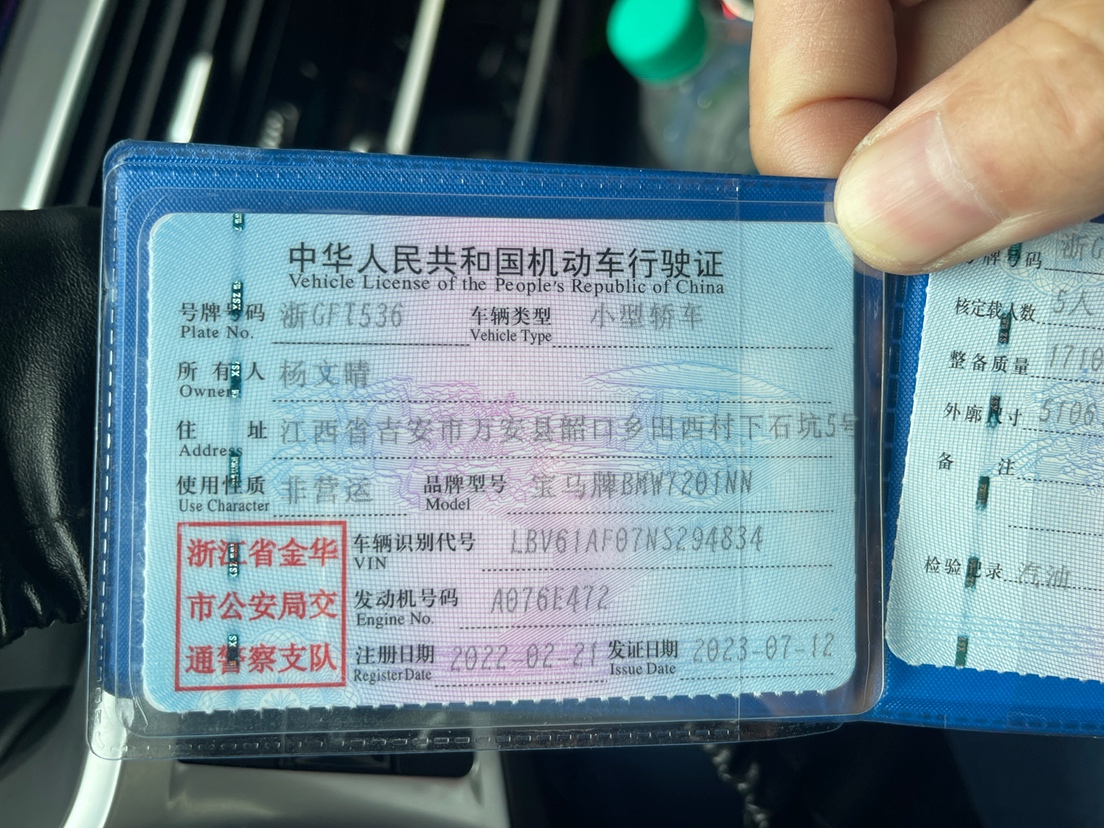 中华人民共和国机动车行驶证
Vehicle License of the People's Republic of China
号牌号码 浙GFT536 车辆类型 小型轿车
Plate No. Vehicle Type
所有人 杨文晴
Owner
住址 江西省吉安市万安县韶口乡田西村下石坑5号
Address
使用性质 非营运 品牌型号 宝马牌BMW7201NN
Use Character Model
浙江省金华
市公安局交
通警察支队
车辆识别代号 LBV61AF07NS294834
VIN
发动机号码 A076E472
Engine No.
注册日期 2022-02-21 发证日期 2023-07-12
Register Date Issue Date
号牌号码 浙G
核定载人数 5人
整备质量 1710
外廓尺寸 5106
备注
检验记录 汽油